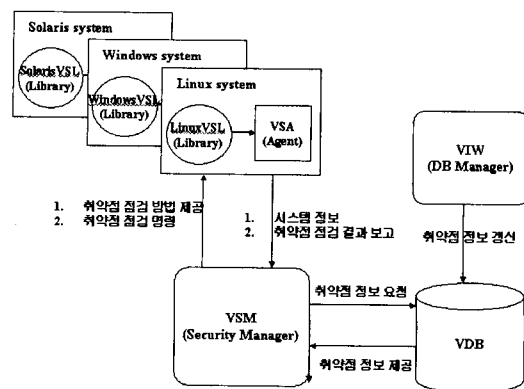 Solaris system
SolarisVSL
(Library)
Windows system
WindowsVSL
(Library)
Linux system
LinuxVSL
(Library)
VSA
(Agent)
VIW
(DB Manager)
1. 취약점 점검 방법 제공
2. 취약점 점검 명령
1. 시스템 정보
2. 취약점 점검 결과 보고
취약점 정보 갱신
VSM
(Security Manager)
취약점 정보 요청
취약점 정보 제공
VDB